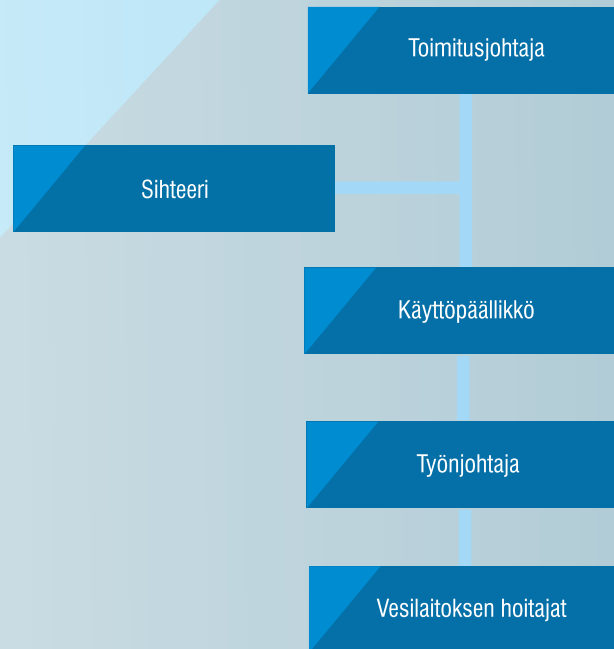 Toimitusjohtaja
Sihteeri
Käyttöpäällikkö
Työnjohtaja
Vesilaitoksen hoitajat